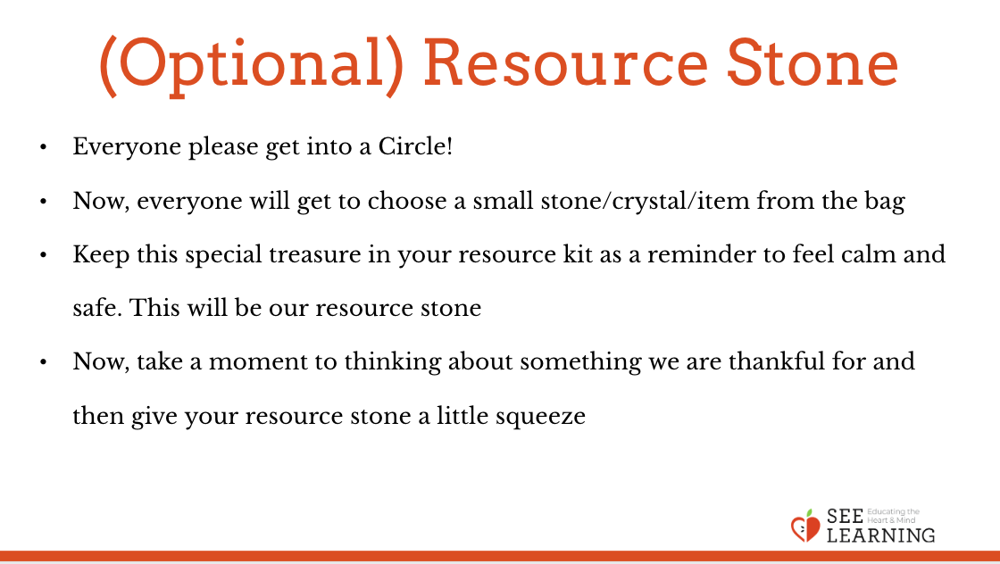 (Optional) Resource Stone
• Everyone please get into a Circle!
• Now, everyone will get to choose a small stone/crystal/item from the bag
• Keep this special treasure in your resource kit as a reminder to feel calm and
safe. This will be our resource stone
• Now, take a moment to thinking about something we are thankful for and
then give your resource stone a little squeeze
SEE Educating the
Heart & Mind
LEARNING